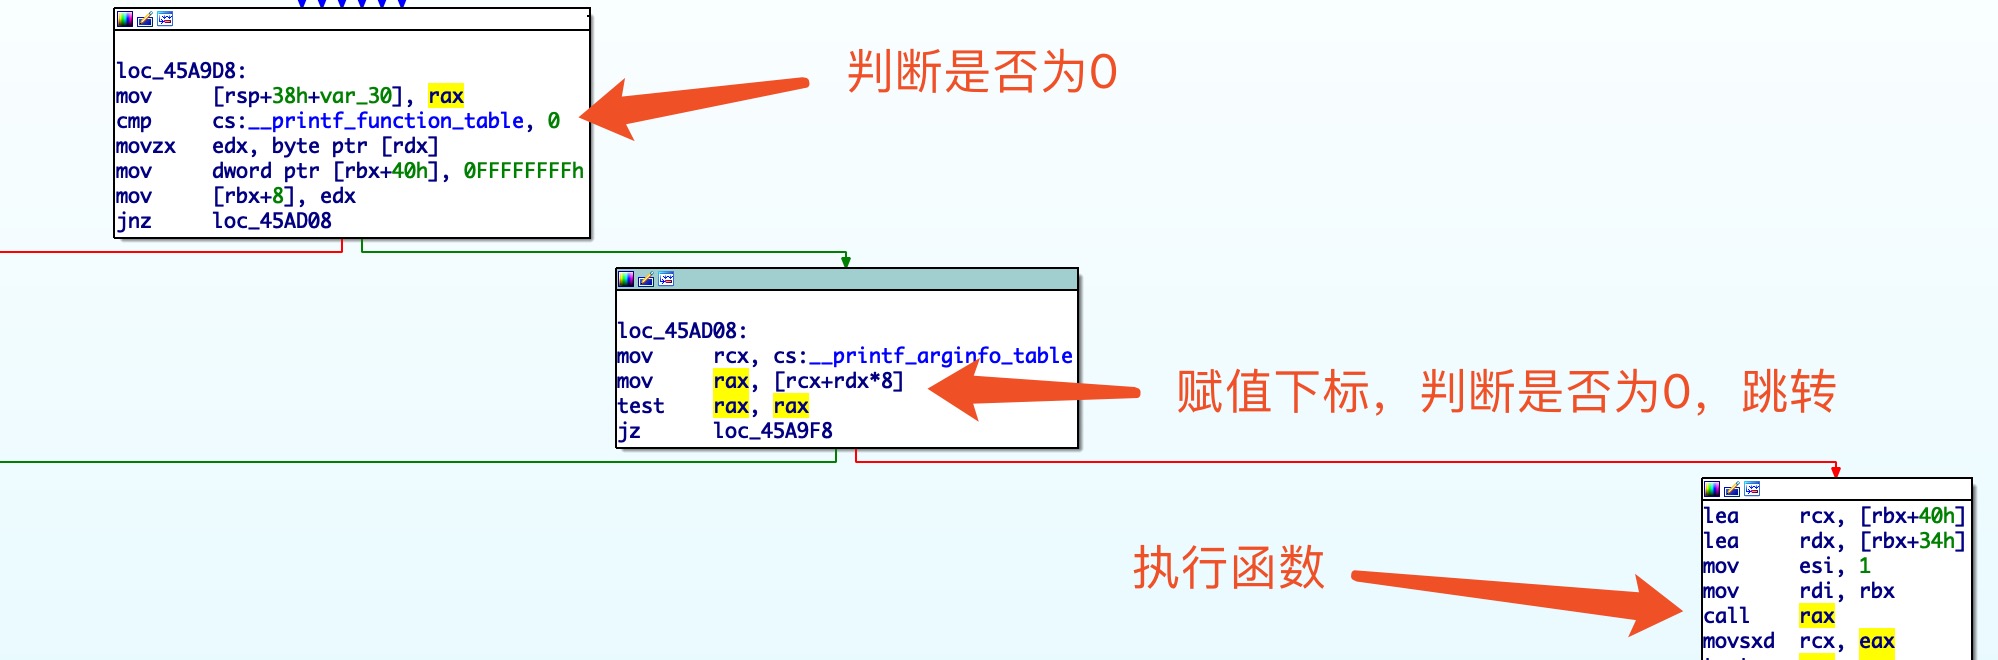 loc_45A9D8:
mov [rsp+38h+var_30], rax
cmp cs:__printf_function_table, 0
movzx edx, byte ptr [rdx]
mov dword ptr [rbx+40h], 0FFFFFFFFh
mov [rbx+8], edx
jnz loc_45AD08
判断是否为0
loc_45AD08:
mov rcx, cs:__printf_arginfo_table
mov rax, [rcx+rdx*8]
test rax, rax
jz loc_45A9F8
赋值下标，判断是否为0，跳转
执行函数
lea rcx, [rbx+40h]
lea rdx, [rbx+34h]
mov esi, 1
mov rdi, rbx
call rax
movsxd rcx, eax